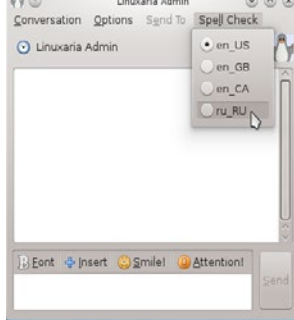 Linuxaria Admin
Conversation Options Send To Spell Check
Linuxaria Admin
en_US
en_GB
en_CA
ru_RU
Font Insert Smile! Attention!
Send